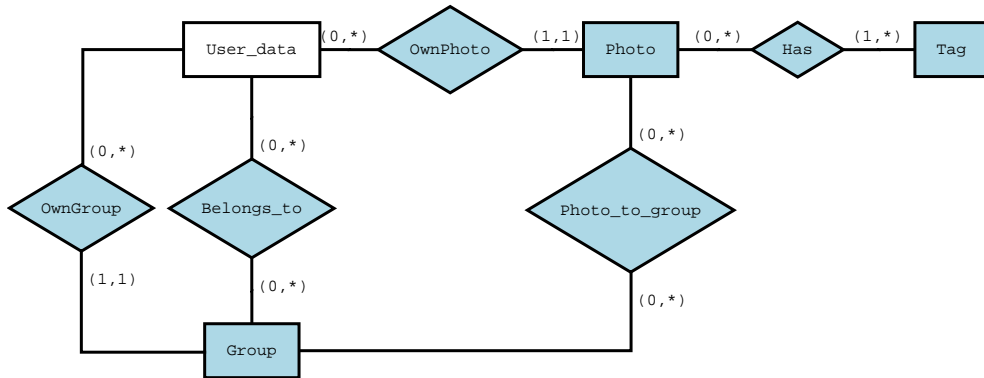 User_data
(0,*)
OwnPhoto
(1,1)
Photo
(0,*)
Has
(1,*)
Tag
(0,*)
(0,*)
(0,*)
OwnGroup
Belongs_to
Photo_to_group
(1,1)
(0,*)
(0,*)
Group